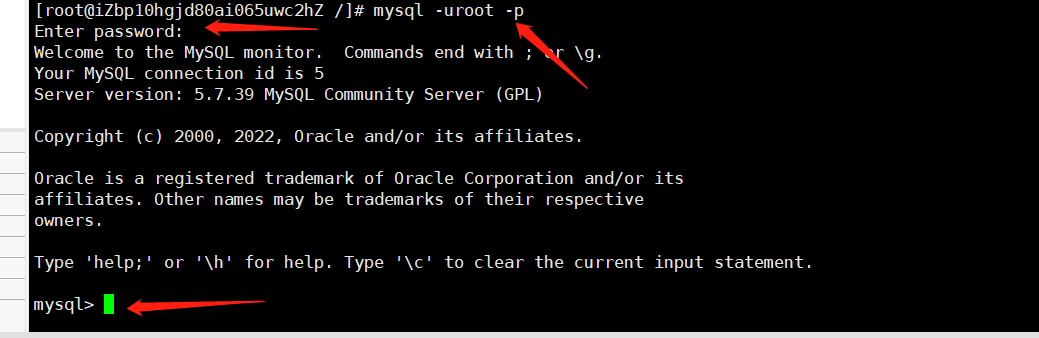 [root@iZbp10hgjd80ai065uwc2hZ /]# mysql -uroot -p
Enter password:
Welcome to the MySQL monitor.  Commands end with ; or \g.
Your MySQL connection id is 5
Server version: 5.7.39 MySQL Community Server (GPL)
Copyright (c) 2000, 2022, Oracle and/or its affiliates.
Oracle is a registered trademark of Oracle Corporation and/or its
affiliates. Other names may be trademarks of their respective
owners.
Type 'help;' or '\h' for help. Type '\c' to clear the current input statement.
mysql>